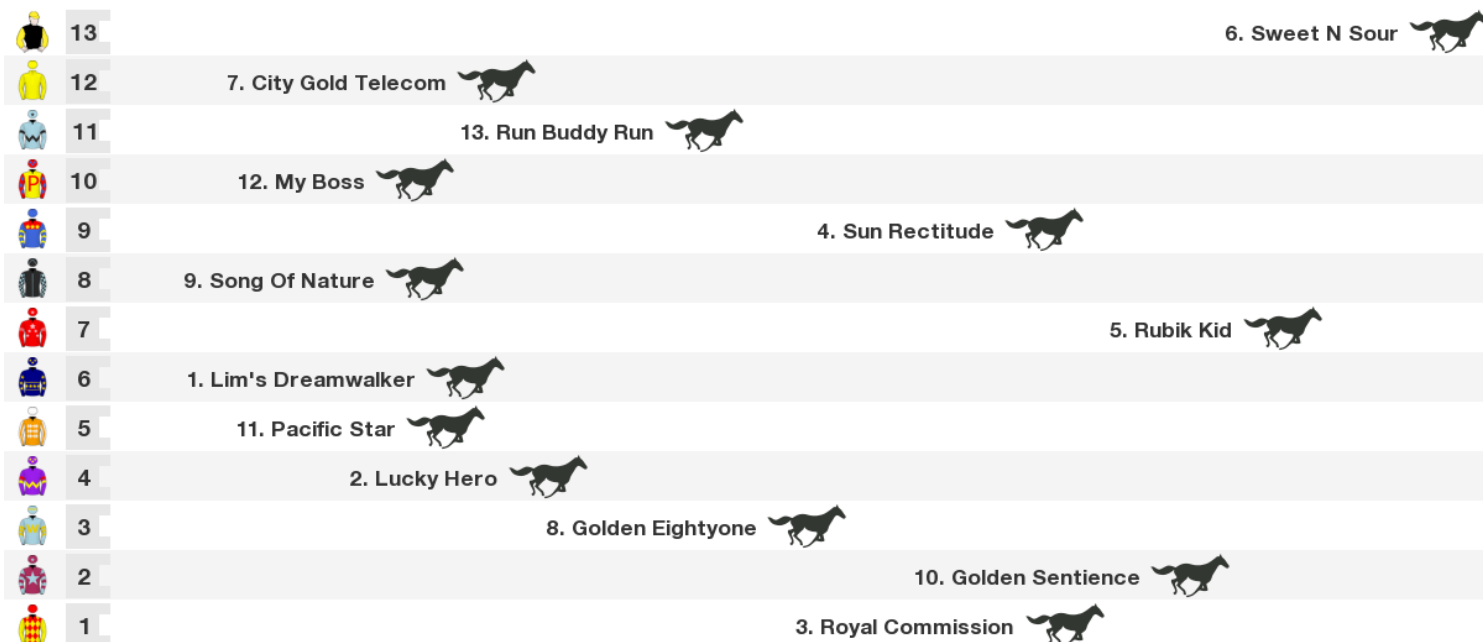 13 6. Sweet N Sour
12 7. City Gold Telecom
11 13. Run Buddy Run
P 10 12. My Boss
9 4. Sun Rectitude
8 9. Song Of Nature
7 5. Rubik Kid
6 1. Lim's Dreamwalker
5 11. Pacific Star
4 2. Lucky Hero
3 8. Golden Eightyone
2 10. Golden Sentience
1 3. Royal Commission